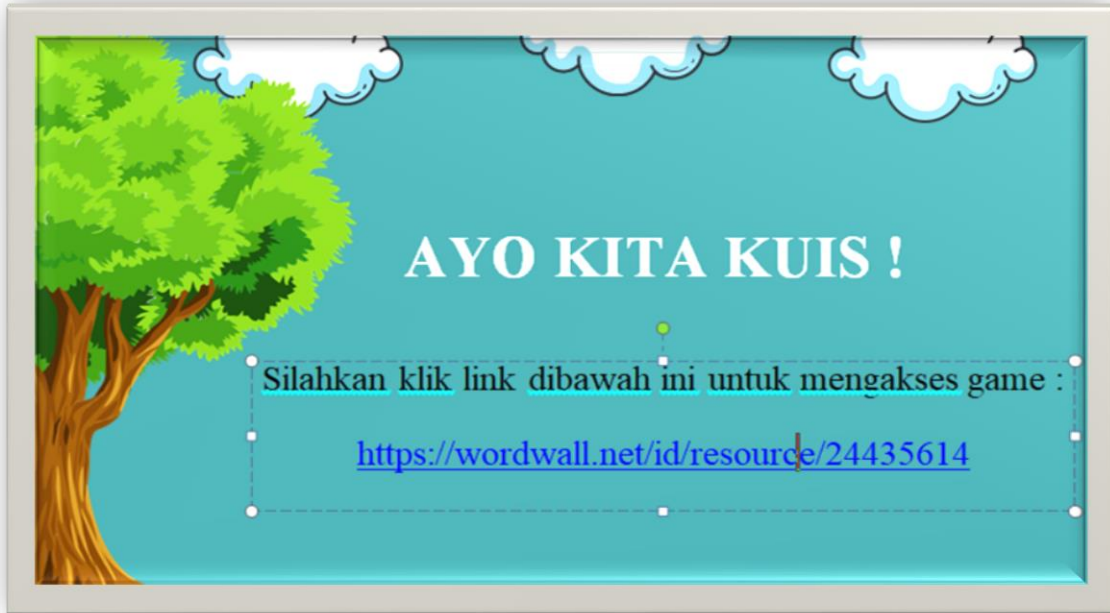 AYO KITA KUIS !
Silahkan klik link dibawah ini untuk mengakses game :
https://wordwall.net/id/resource/24435614